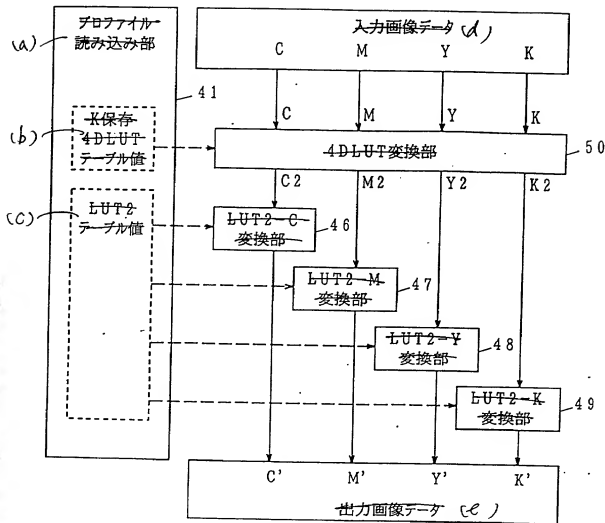 (a)
プロファイル
読み込み部
41
(b)
K保存
4DLUT
テーブル値
(c)
LUT2
テーブル値
入力画像データ (d)
C M Y K
C M Y K
4DLUT変換部
50
C2 M2 Y2 K2
LUT2-C
変換部
46
LUT2-M
変換部
47
LUT2-Y
変換部
48
LUT2-K
変換部
49
C' M' Y' K'
出力画像データ (e)